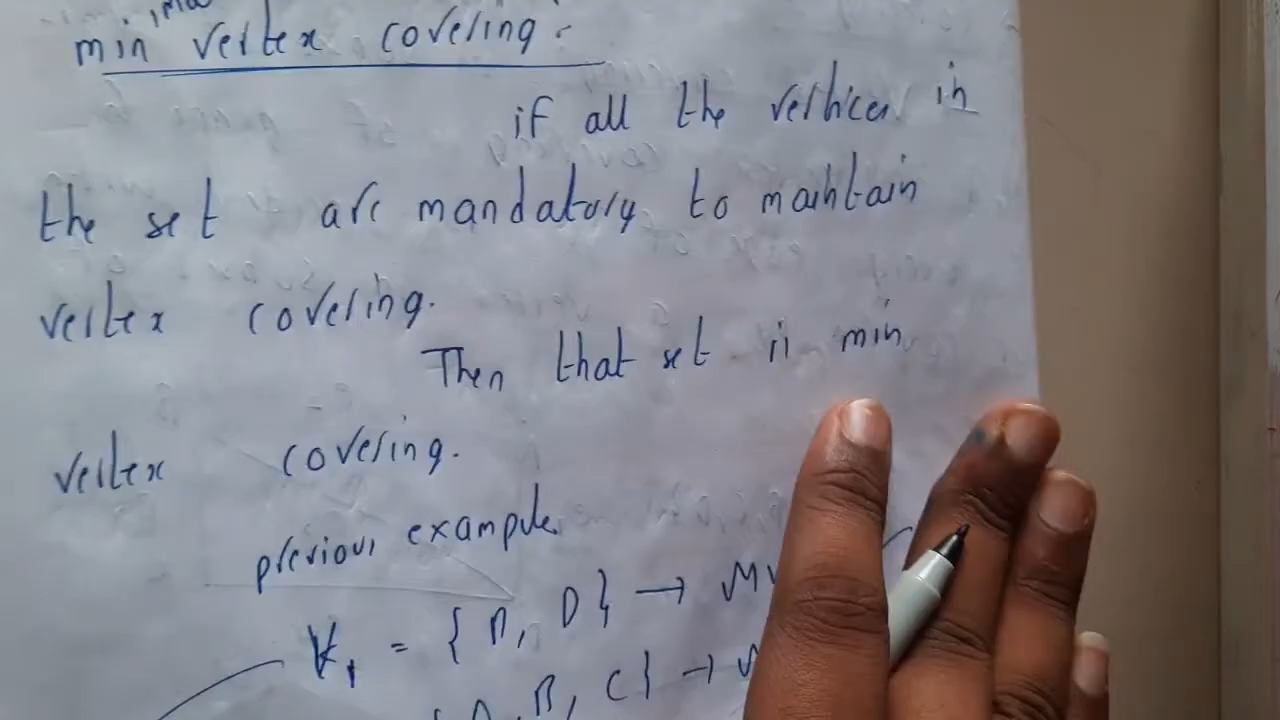 min vertex covering :-
if all the vertices in
the set are mandatory to maintain
vertex covering.
Then that set is min
vertex covering.
previous example
V1 = { A, D} → MV
B, C} →